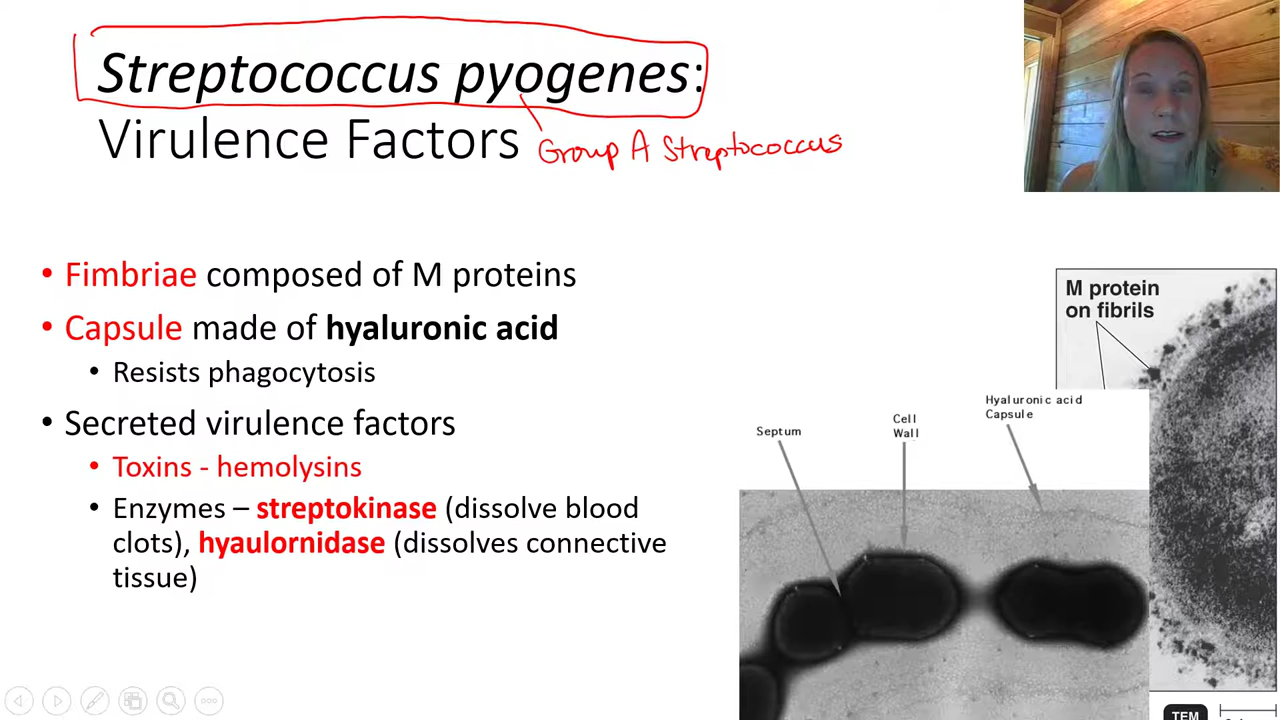 Streptococcus pyogenes:
Virulence Factors
Group A Streptococcus
• Fimbriae composed of M proteins
• Capsule made of hyaluronic acid
• Resists phagocytosis
• Secreted virulence factors
• Toxins - hemolysins
• Enzymes – streptokinase (dissolve blood
clots), hyaulornidase (dissolves connective
tissue)
M protein
on fibrils
Hyaluronic acid
Capsule
Cell
Wall
Septum
TEM